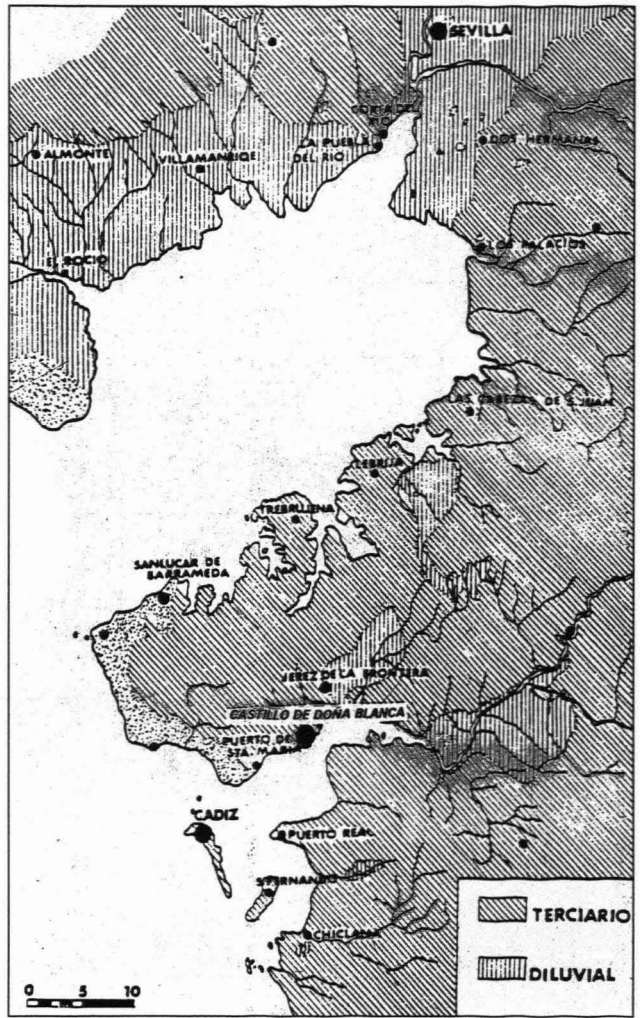 SEVILLA
CORIA DEL
RIO
LA PUEBLA
DEL RIO
DOS HERMANAS
ALMONTE
VILLAMANRIQE
EL ROCIO
LOS PALACIOS
LAS CABEZAS DE S. JUAN
LEBRIJA
TREBUJENA
SANLUCAR DE
BARRAMEDA
JEREZ DE LA FRONTERA
CASTILLO DE DOÑA BLANCA
PUERTO DE
STA. MARIA
CADIZ
PUERTO REAL
S. FERNANDO
CHICLANA
TERCIARIO
DILUVIAL
0 5 10